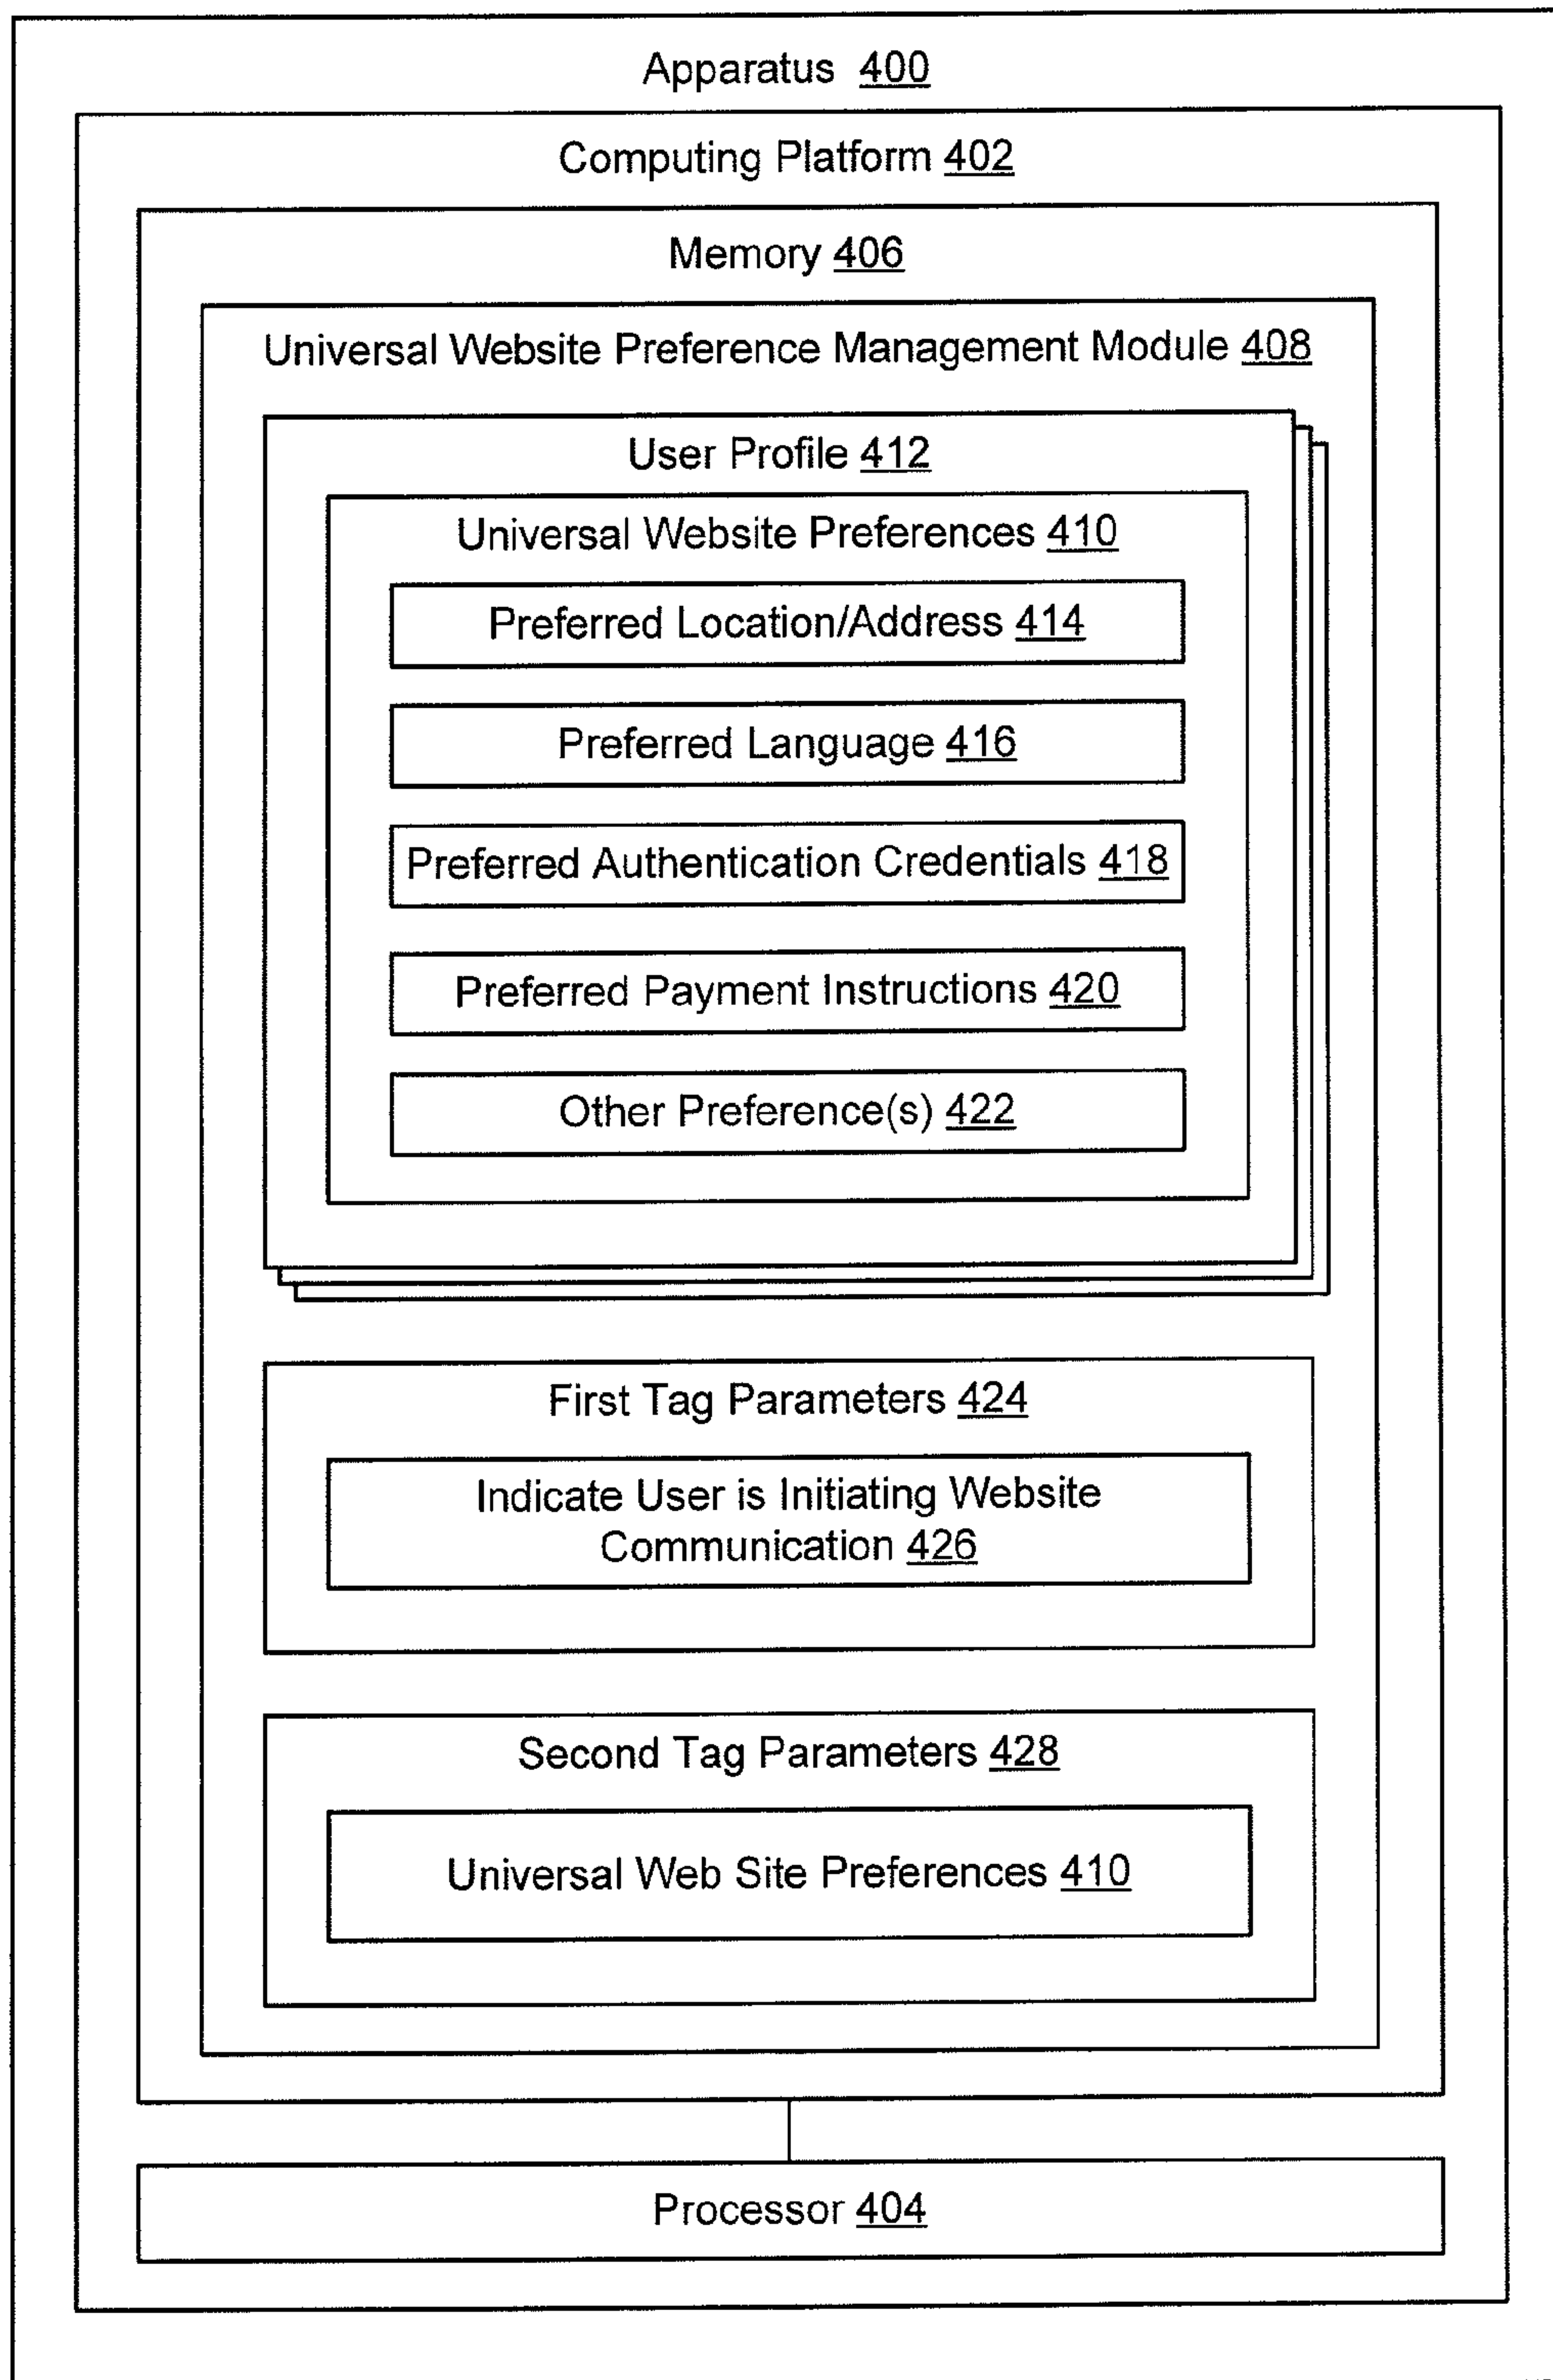 Apparatus 400
Computing Platform 402
Memory 406
Universal Website Preference Management Module 408
User Profile 412
Universal Website Preferences 410
Preferred Location/Address 414
Preferred Language 416
Preferred Authentication Credentials 418
Preferred Payment Instructions 420
Other Preference(s) 422
First Tag Parameters 424
Indicate User is Initiating Website
Communication 426
Second Tag Parameters 428
Universal Web Site Preferences 410
Processor 404